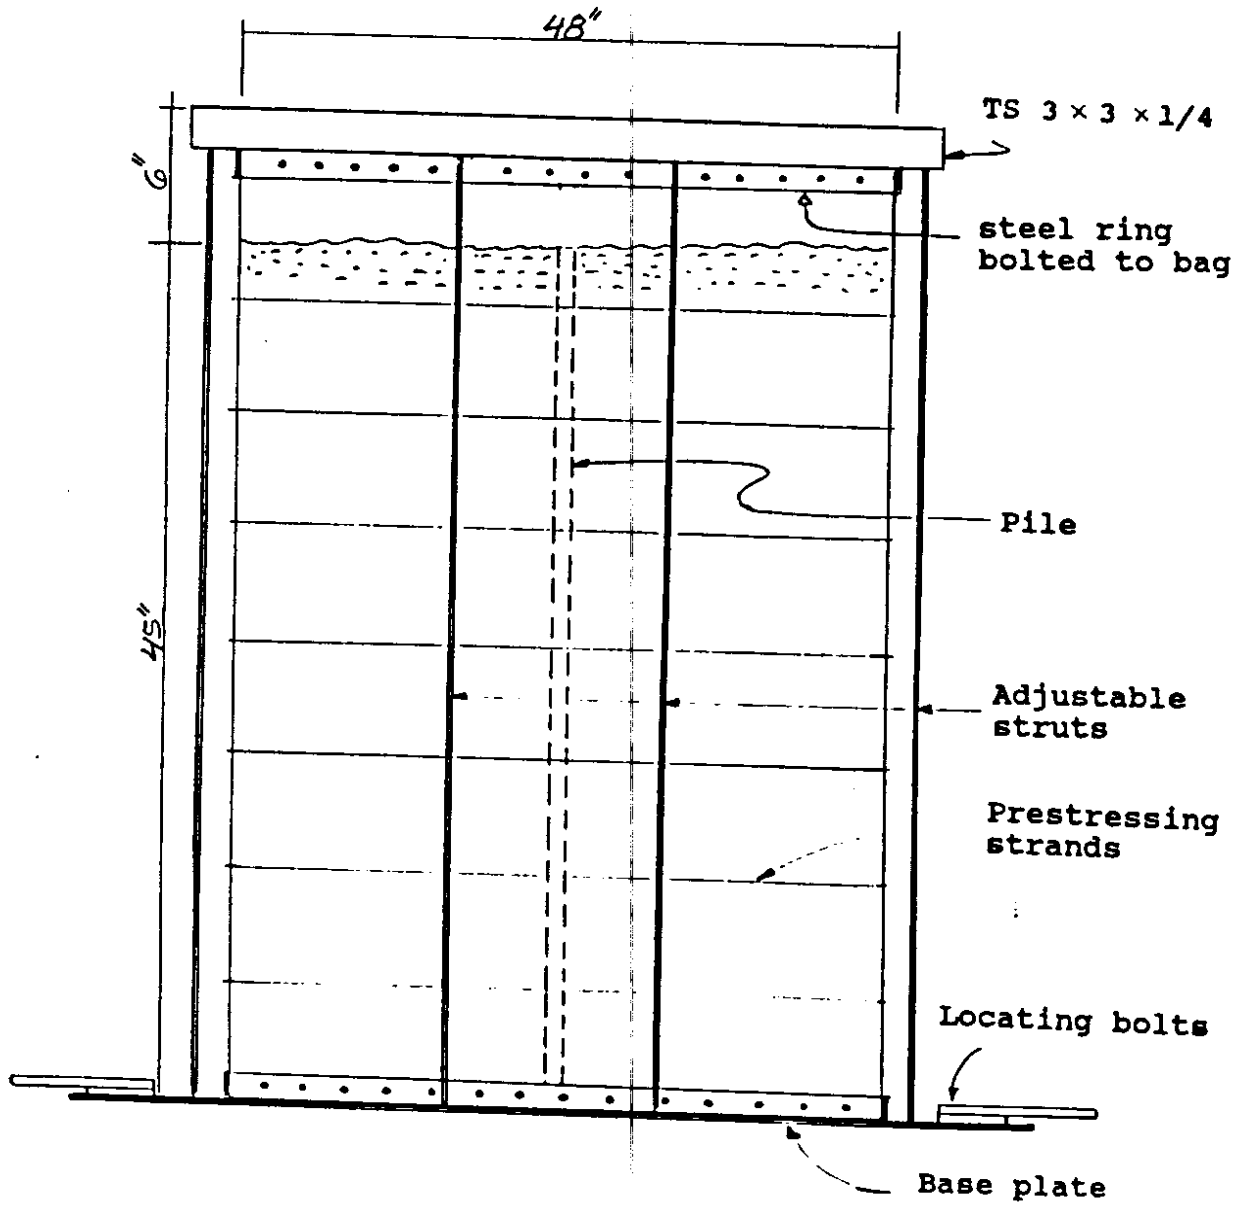 48"
TS 3 × 3 × 1/4
6"
steel ring
bolted to bag
Pile
45"
Adjustable
struts
Prestressing
strands
Locating bolts
Base plate